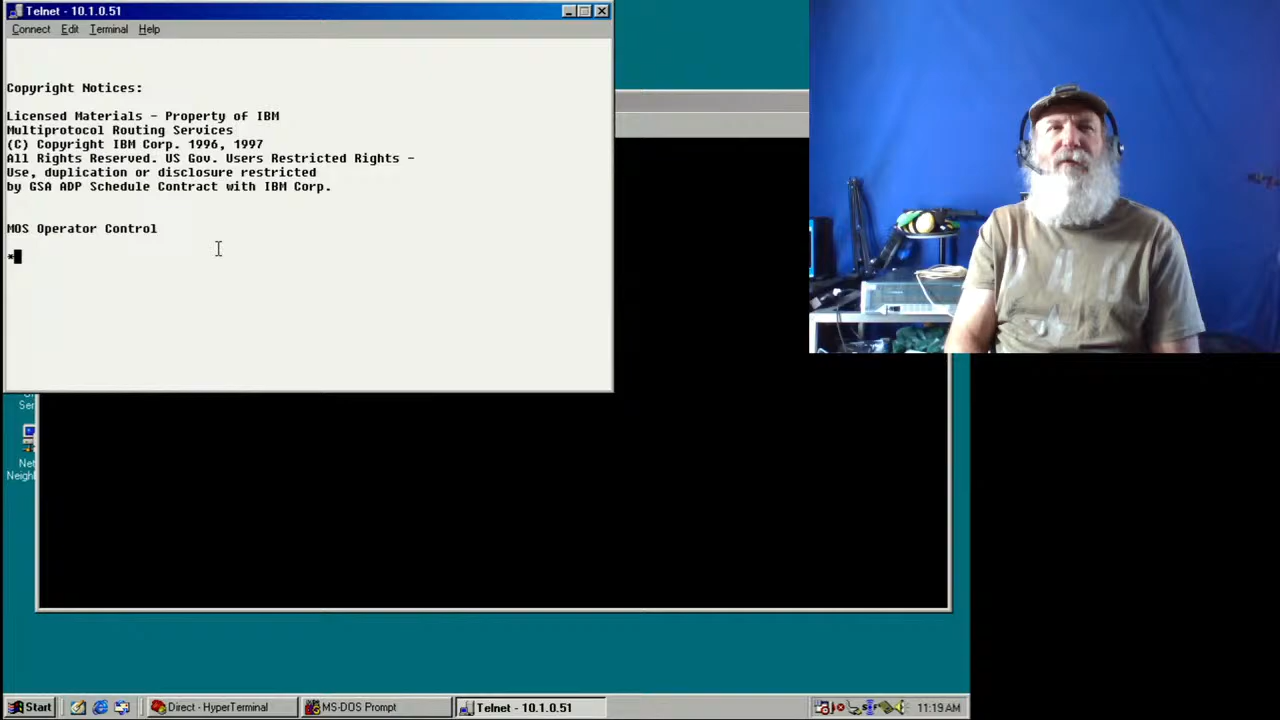 Telnet - 10.1.0.51
Connect Edit Terminal Help
Copyright Notices:
Licensed Materials - Property of IBM
Multiprotocol Routing Services
(C) Copyright IBM Corp. 1996, 1997
All Rights Reserved. US Gov. Users Restricted Rights -
Use, duplication or disclosure restricted
by GSA ADP Schedule Contract with IBM Corp.
MOS Operator Control
*
Ser
Net
Neigh
Start Direct - HyperTerminal MS-DOS Prompt Telnet - 10.1.0.51 11:19AM